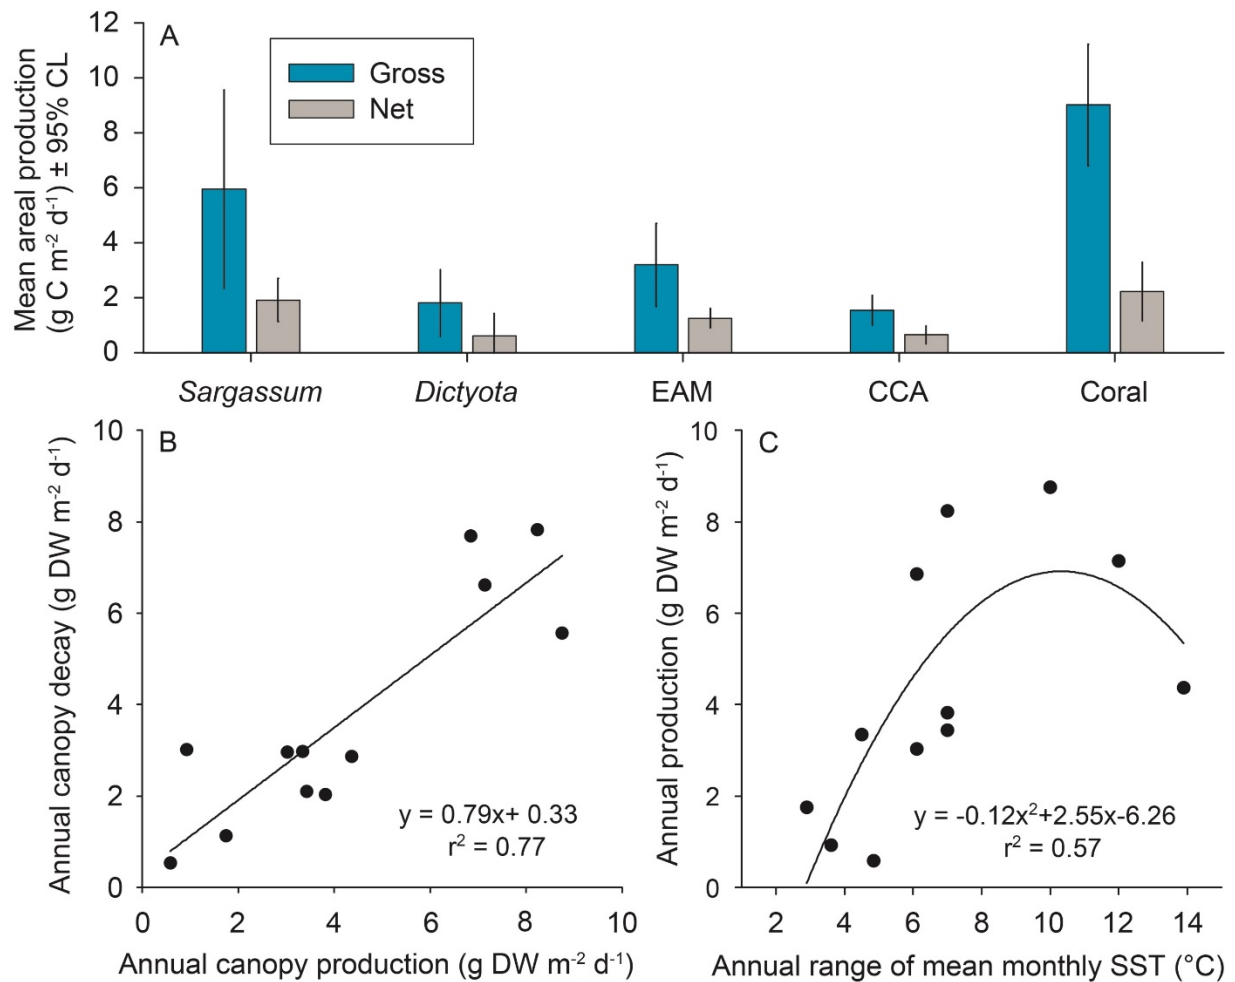 A
Gross
Net
Mean areal production
(g C m⁻² d⁻¹) ± 95% CL
12
10
8
6
4
2
0
Sargassum Dictyota EAM CCA Coral
B
Annual canopy decay (g DW m⁻² d⁻¹)
10
8
6
4
2
0
y = 0.79x+ 0.33
r² = 0.77
0 2 4 6 8 10
Annual canopy production (g DW m⁻² d⁻¹)
C
Annual production (g DW m⁻² d⁻¹)
10
8
6
4
2
0
y = -0.12x²+2.55x-6.26
r² = 0.57
2 4 6 8 10 12 14
Annual range of mean monthly SST (°C)